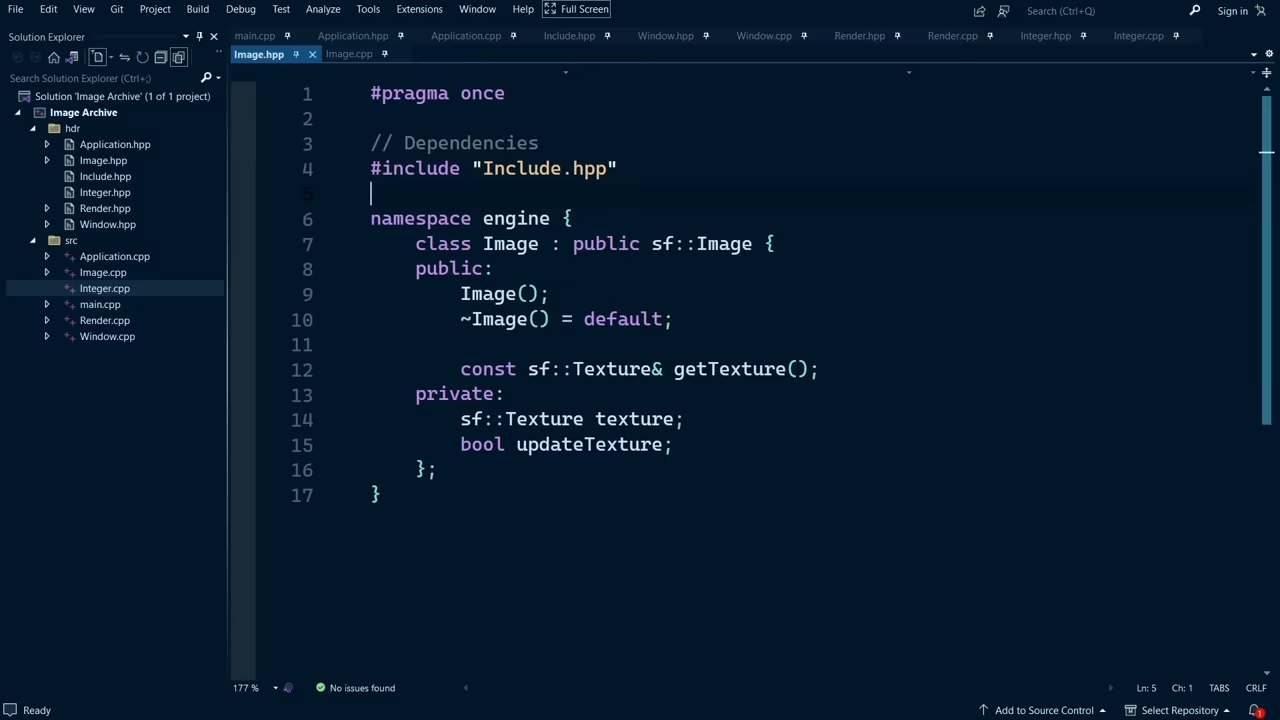 File Edit View Git Project Build Debug Test Analyze Tools Extensions Window Help Full Screen Search (Ctrl+Q) Sign in
Solution Explorer
main.cpp Application.hpp Application.cpp Include.hpp Window.hpp Window.cpp Render.hpp Render.cpp Integer.hpp Integer.cpp
Image.hpp Image.cpp
Search Solution Explorer (Ctrl+;)
Solution 'Image Archive' (1 of 1 project)
Image Archive
hdr
Application.hpp
Image.hpp
Include.hpp
Integer.hpp
Render.hpp
Window.hpp
src
Application.cpp
Image.cpp
Integer.cpp
main.cpp
Render.cpp
Window.cpp
1 #pragma once
2
3 // Dependencies
4 #include "Include.hpp"
5
6 namespace engine {
7 class Image : public sf::Image {
8 public:
9 Image();
10 ~Image() = default;
11
12 const sf::Texture& getTexture();
13 private:
14 sf::Texture texture;
15 bool updateTexture;
16 };
17 }
177 % No issues found Ln: 5 Ch: 1 TABS CRLF
Ready Add to Source Control Select Repository 1